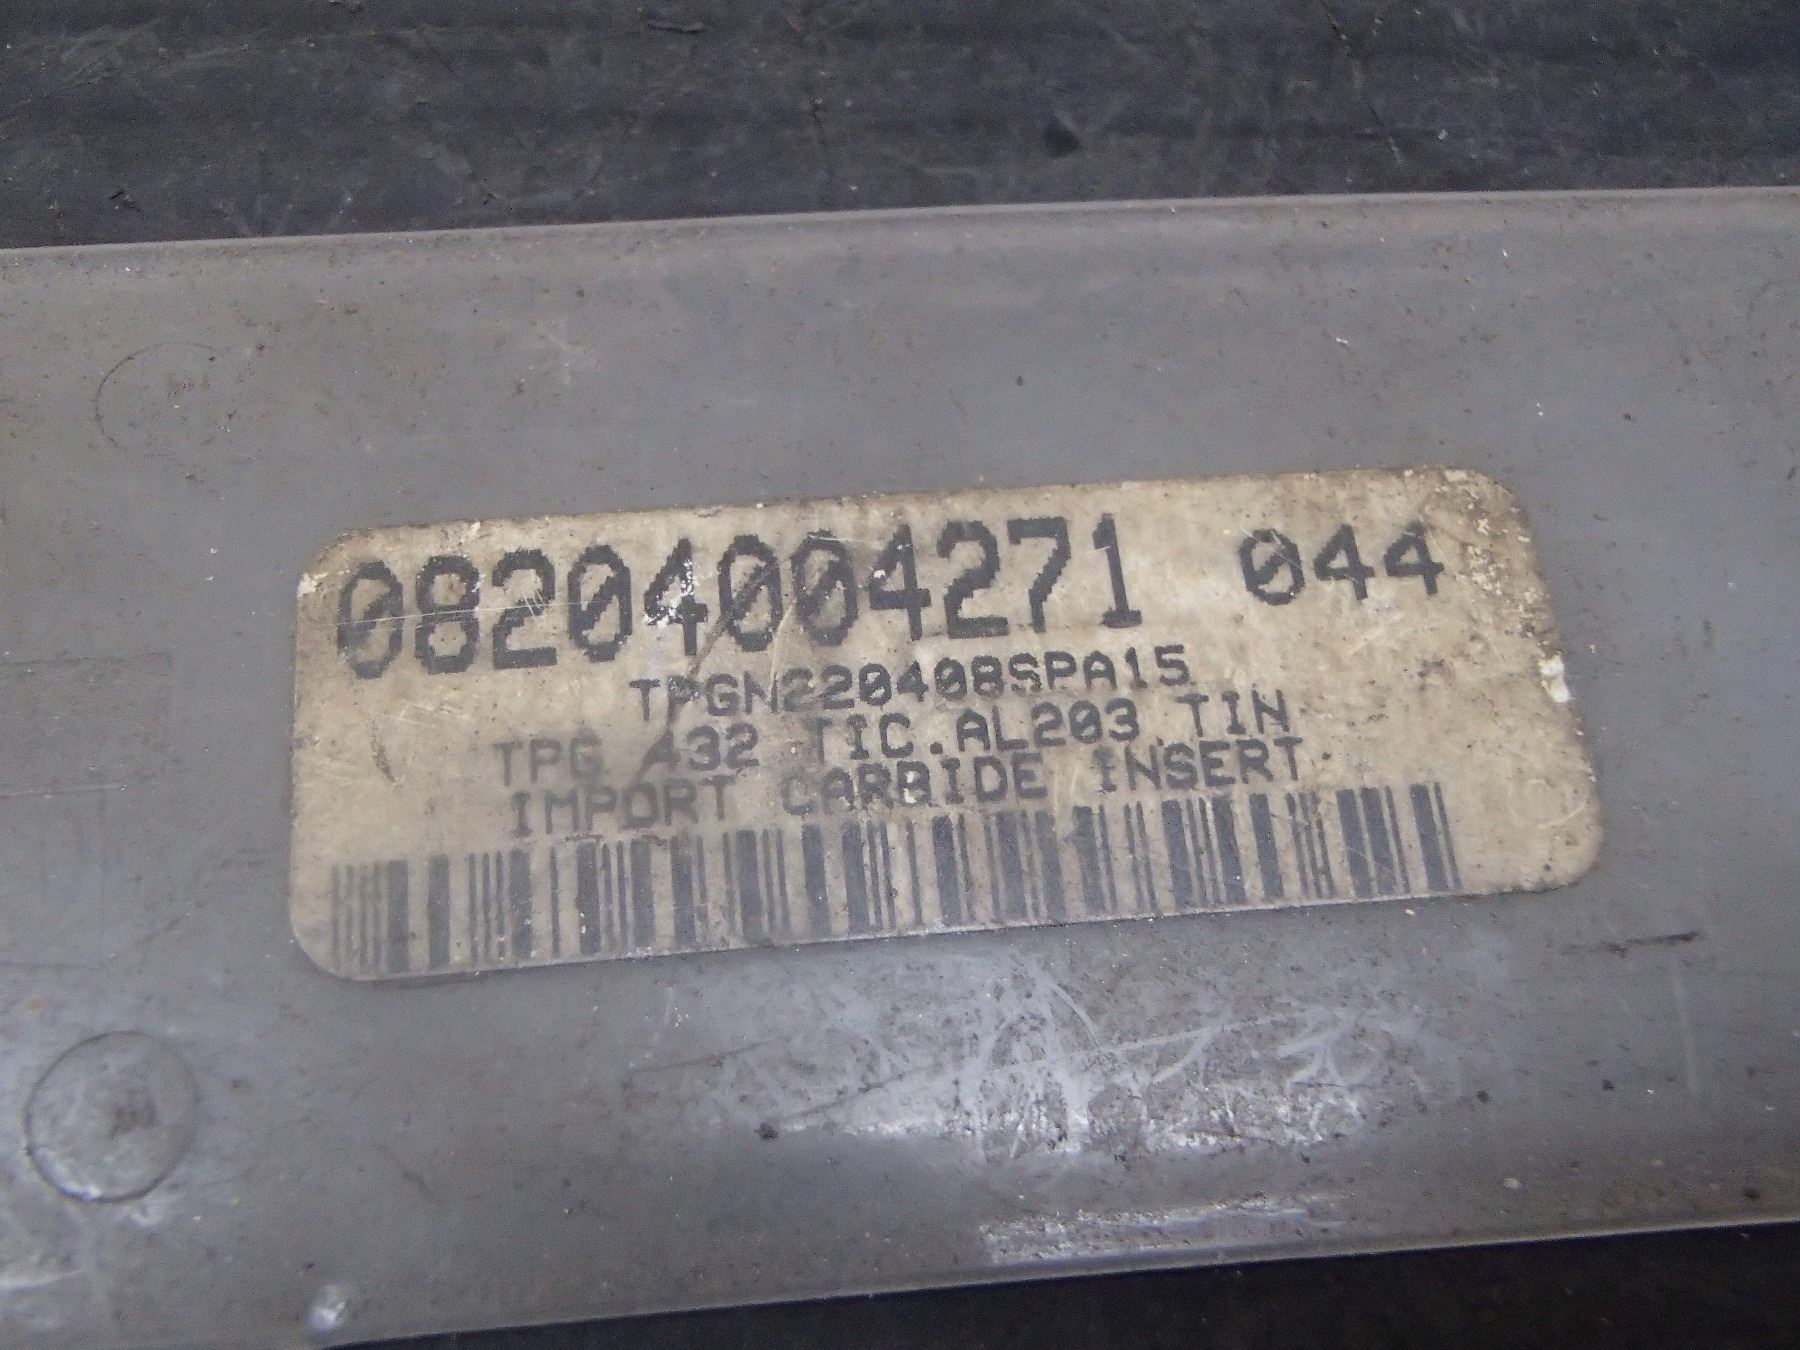 08204004271 044
TPGN220408SPA15
TPG 432 TIC.AL203.TIN
IMPORT CARBIDE INSERT